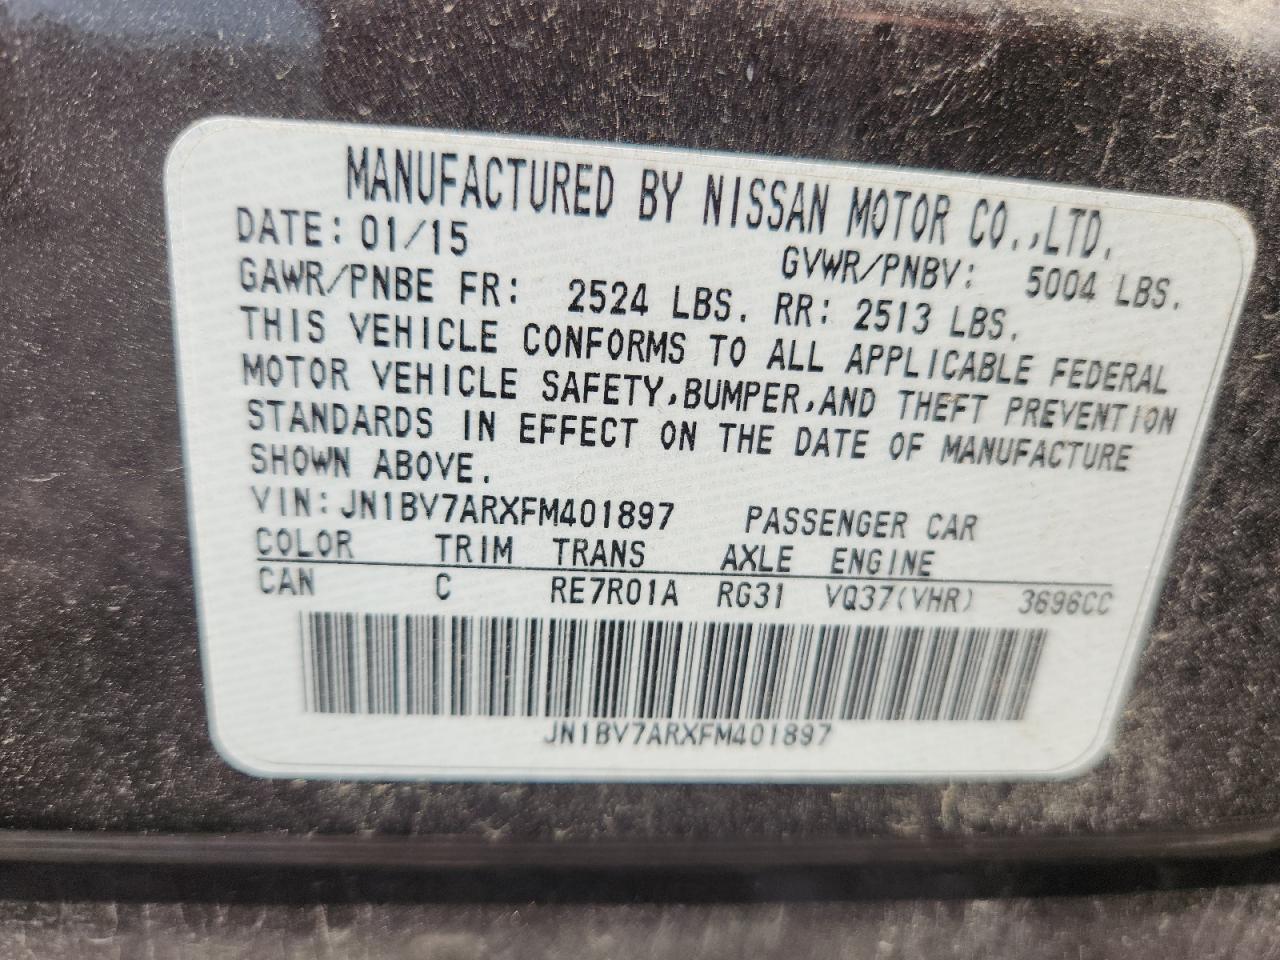 MANUFACTURED BY NISSAN MOTOR CO.,LTD.
DATE: 01/15 GVWR/PNBV: 5004 LBS.
GAWR/PNBE FR: 2524 LBS. RR: 2513 LBS.
THIS VEHICLE CONFORMS TO ALL APPLICABLE FEDERAL
MOTOR VEHICLE SAFETY,BUMPER,AND THEFT PREVENTION
STANDARDS IN EFFECT ON THE DATE OF MANUFACTURE
SHOWN ABOVE.
VIN: JN1BV7ARXFM401897 PASSENGER CAR
COLOR TRIM TRANS AXLE ENGINE
CAN C RE7R01A RG31 VQ37(VHR) 3696CC
JN1BV7ARXFM401897